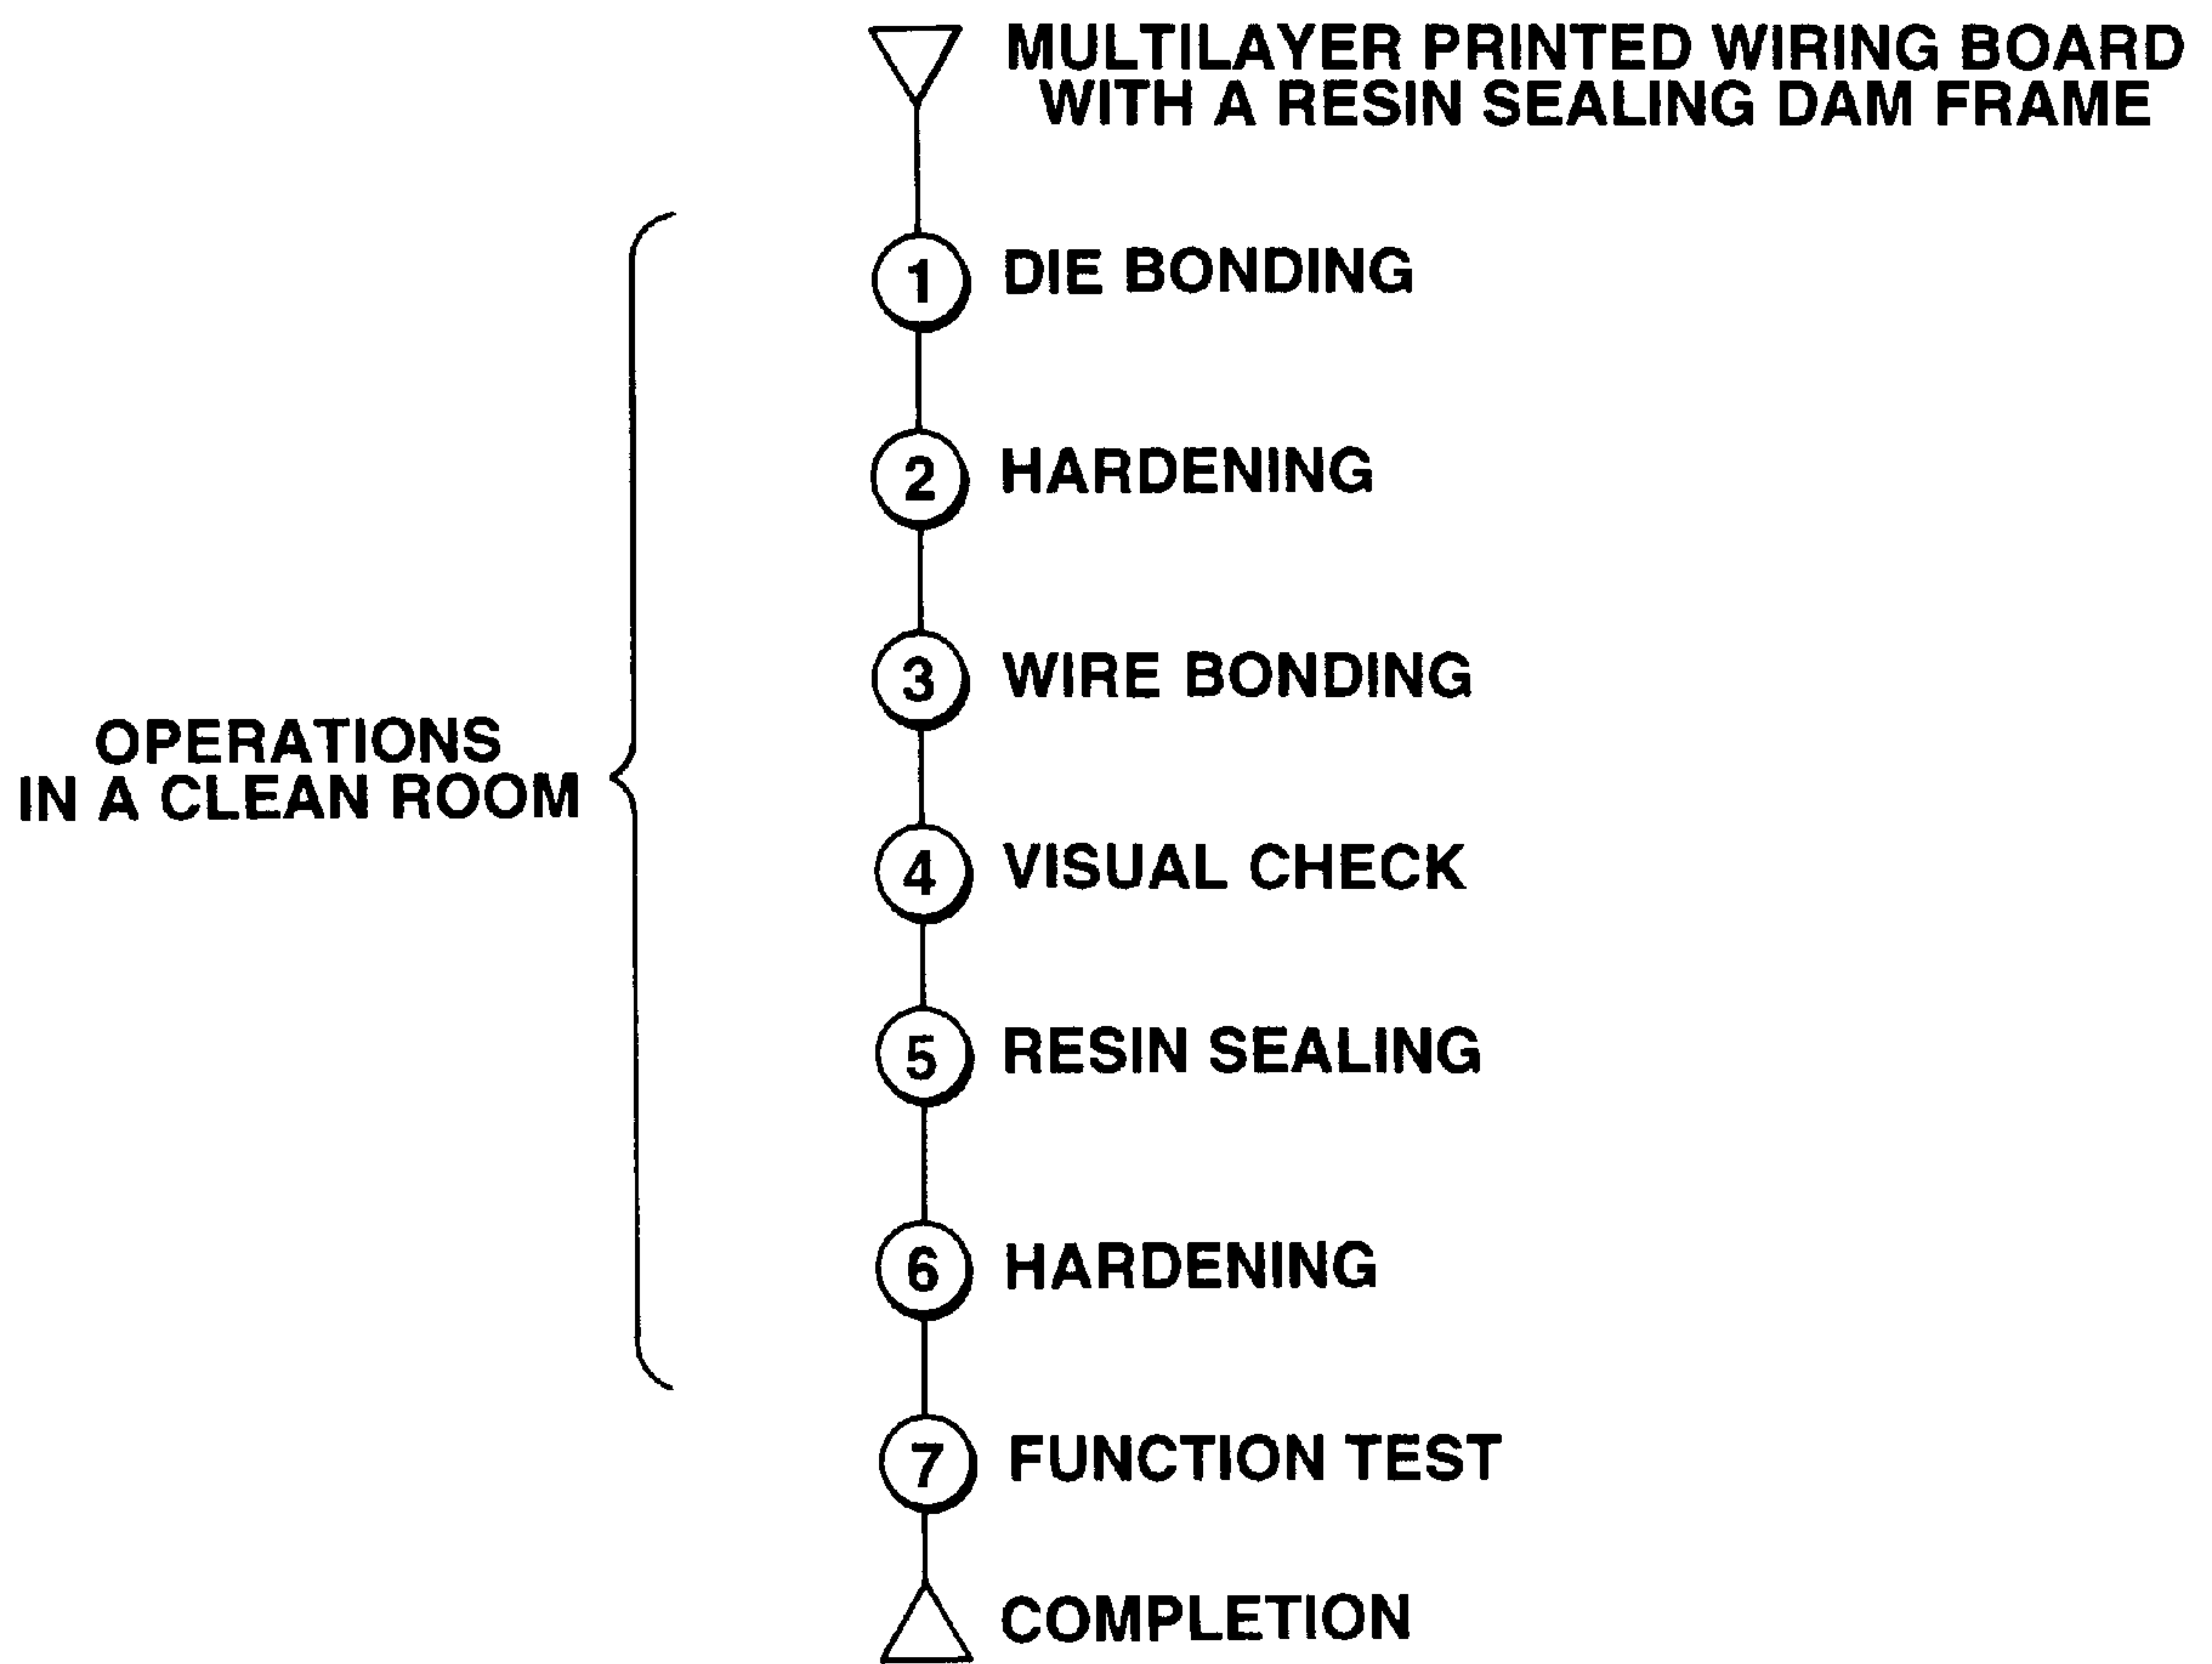 MULTILAYER PRINTED WIRING BOARD
WITH A RESIN SEALING DAM FRAME
1 DIE BONDING
2 HARDENING
3 WIRE BONDING
OPERATIONS
IN A CLEAN ROOM
4 VISUAL CHECK
5 RESIN SEALING
6 HARDENING
7 FUNCTION TEST
COMPLETION